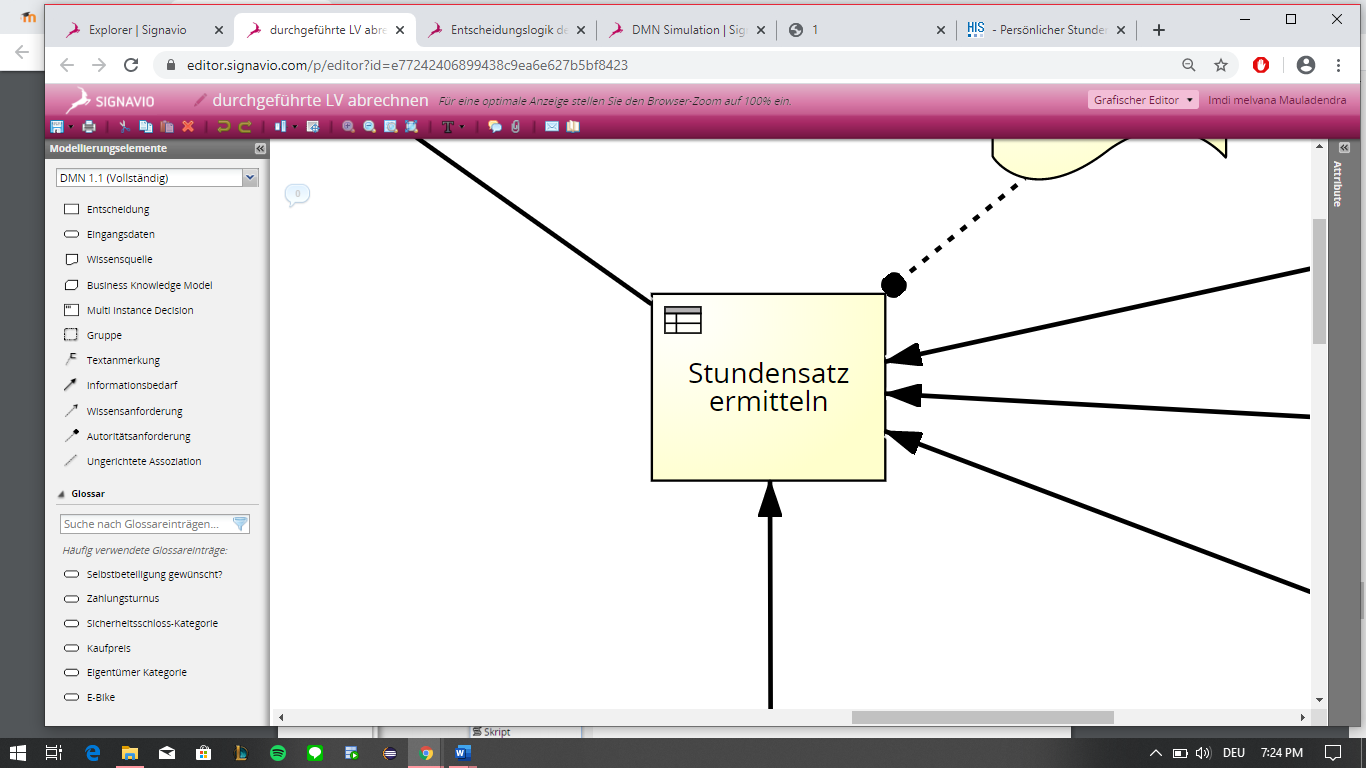 Explorer | Signavio
durchgeführte LV abre
Entscheidungslogik de
DMN Simulation | Sig
1
HIS - Persönlicher Stunde
editor.signavio.com/p/editor?id=e77242406899438c9ea6e627b5bf8423
SIGNAVIO
durchgeführte LV abrechnen
Für eine optimale Anzeige stellen Sie den Browser-Zoom auf 100% ein.
Grafischer Editor
Imdi melvana Mauladendra
Modellierungselemente
DMN 1.1 (Vollständig)
Entscheidung
Eingangsdaten
Wissensquelle
Business Knowledge Model
Multi Instance Decision
Gruppe
Textanmerkung
Informationsbedarf
Wissensanforderung
Autoritätsanforderung
Ungerichtete Assoziation
Glossar
Suche nach Glossareinträgen...
Häufig verwendete Glossareinträge:
Selbstbeteiligung gewünscht?
Zahlungsturnus
Sicherheitsschloss-Kategorie
Kaufpreis
Eigentümer Kategorie
E-Bike
0
Stundensatz
ermitteln
Attribute
Skript
DEU
7:24 PM